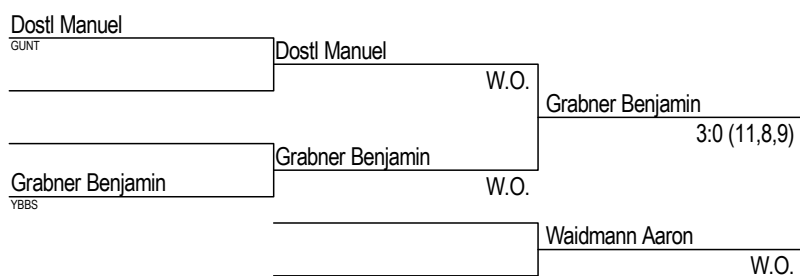 Dostl Manuel
GUNT
Dostl Manuel
W.O.
Grabner Benjamin
3:0 (11,8,9)
Grabner Benjamin
W.O.
Grabner Benjamin
YBBS
Waidmann Aaron
W.O.